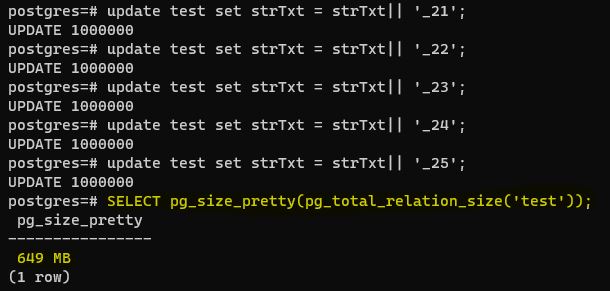 postgres=# update test set strTxt = strTxt|| '_21';
UPDATE 1000000
postgres=# update test set strTxt = strTxt|| '_22';
UPDATE 1000000
postgres=# update test set strTxt = strTxt|| '_23';
UPDATE 1000000
postgres=# update test set strTxt = strTxt|| '_24';
UPDATE 1000000
postgres=# update test set strTxt = strTxt|| '_25';
UPDATE 1000000
postgres=# SELECT pg_size_pretty(pg_total_relation_size('test'));
 pg_size_pretty
----------------
 649 MB
(1 row)